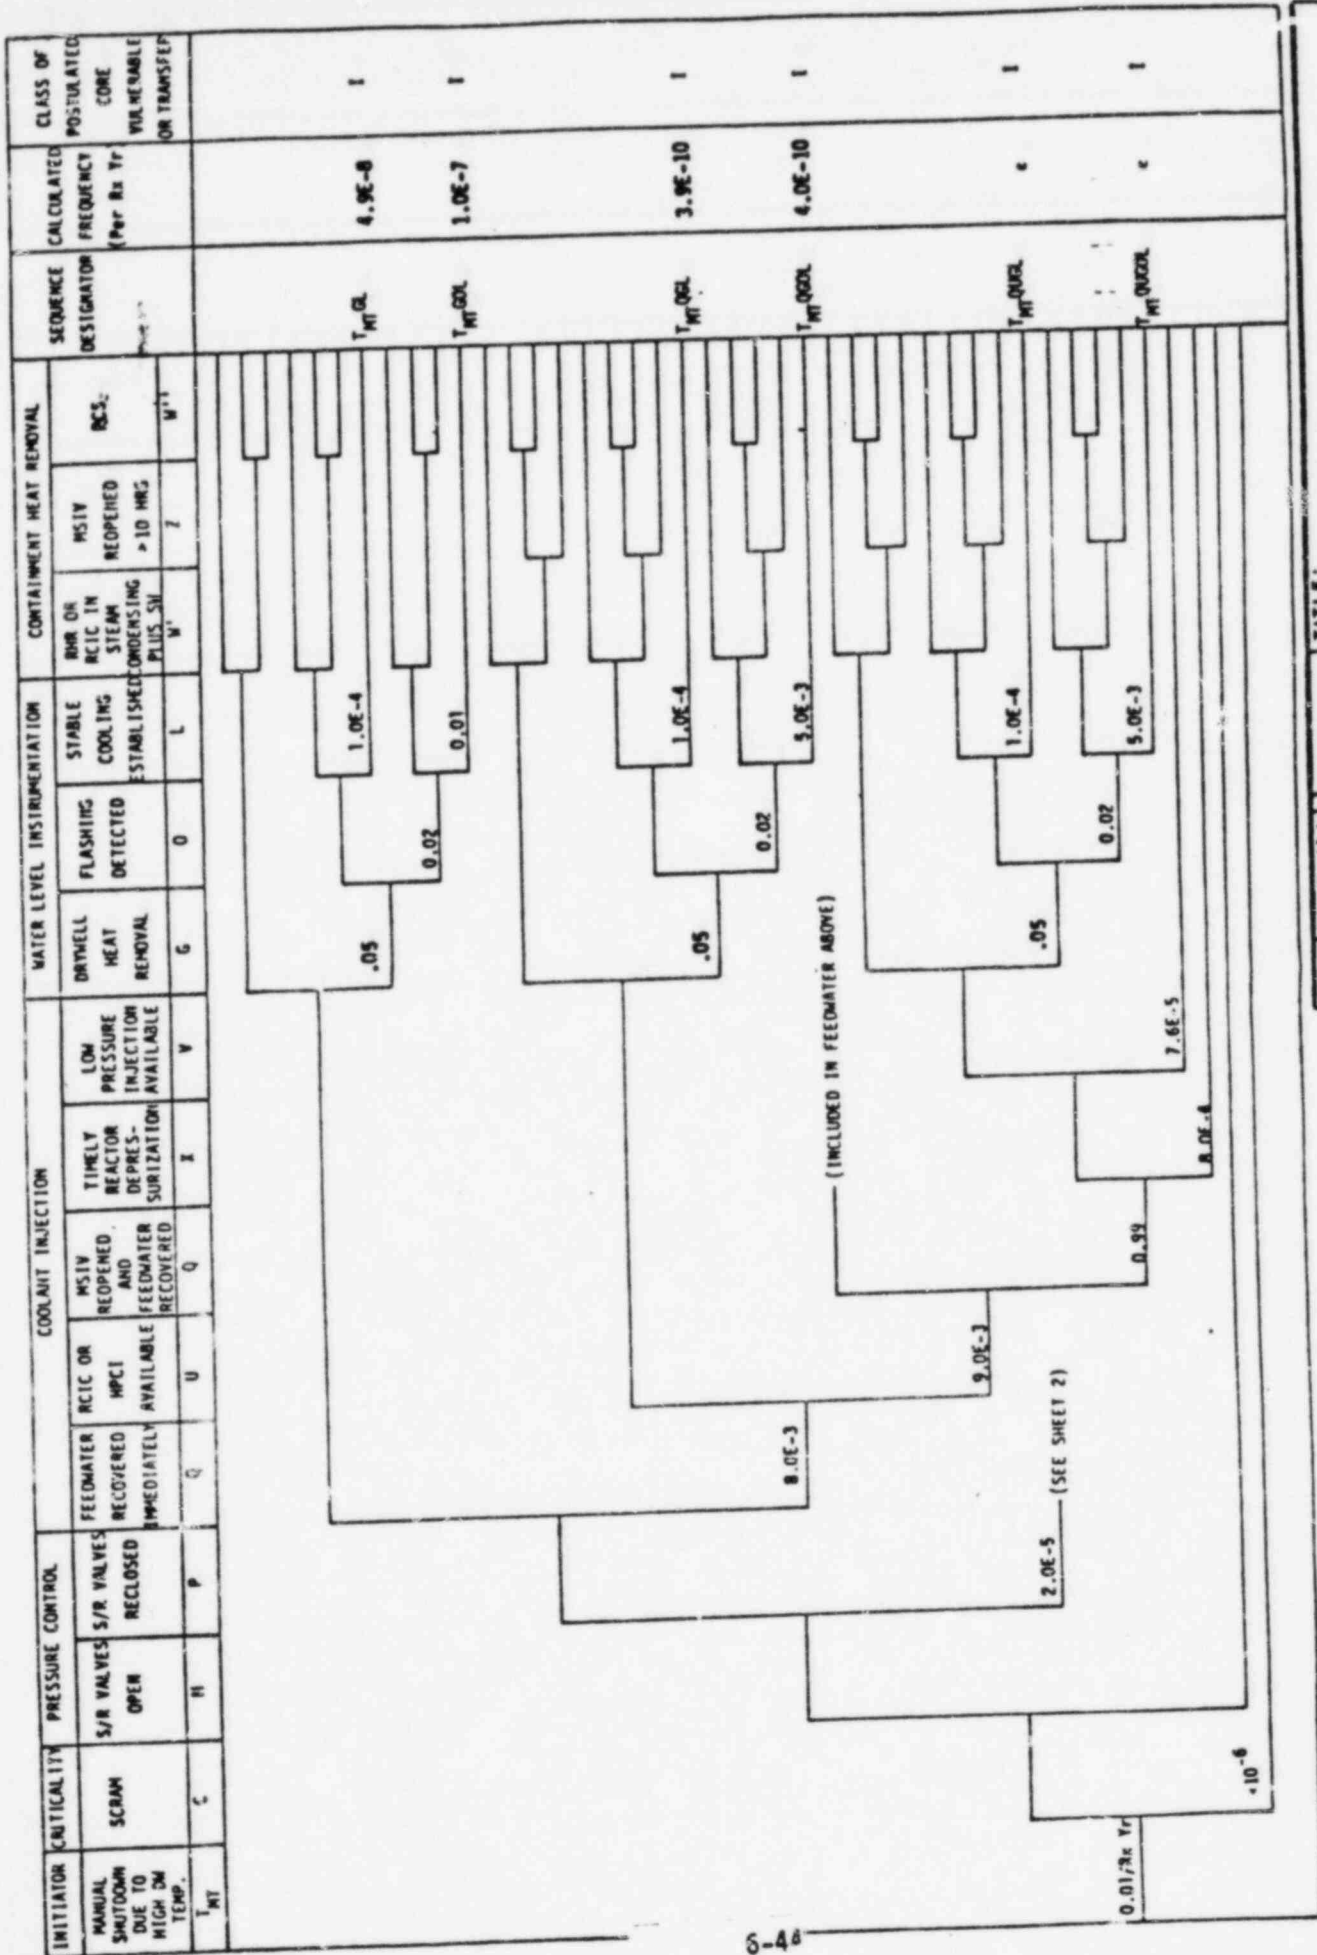 INITIATOR
CRITICALITY
PRESSURE CONTROL
COOLANT INJECTION
WATER LEVEL INSTRUMENTATION
CONTAINMENT HEAT REMOVAL
SEQUENCE
DESIGNATOR
CALCULATED
FREQUENCY
(Per Rx Yr)
CLASS OF
POSTULATED
CORE
VULNERABLE
OR TRANSFER
MANUAL
SHUTDOWN
DUE TO
HIGH DW
TEMP.
SCRAM
S/R VALVES
OPEN
S/R VALVES
RECLOSED
FEEDWATER
RECOVERED
IMMEDIATELY
RCIC OR
HPCI
AVAILABLE
MSIV
REOPENED
AND
FEEDWATER
RECOVERED
TIMELY
REACTOR
DEPRES-
SURIZATION
LOW
PRESSURE
INJECTION
AVAILABLE
DRYWELL
HEAT
REMOVAL
FLASHING
DETECTED
STABLE
COOLING
ESTABLISHED
RHR OR
RCIC IN
STEAM
CONDENSING
PLUS SW
MSIV
REOPENED
>10 HRS
RCS
T_MT
C
M
P
Q
U
Q
X
V
G
O
L
W'
Z
W''
1.0E-4
T_MT GL
4.9E-8
I
.05
0.02
0.01
T_MT GOL
1.0E-7
I
1.0E-4
T_MT QGL
3.9E-10
I
.05
0.02
5.0E-3
T_MT QGOL
4.0E-10
I
8.0E-3
(INCLUDED IN FEEDWATER ABOVE)
9.0E-3
1.0E-4
T_MT QUGL
ε
I
.05
0.02
5.0E-3
T_MT QUGOL
ε
I
2.0E-5
(SEE SHEET 2)
0.99
7.6E-5
8.0E-4
0.01/Rx Yr
<10⁻⁶
TITLE:
6-48